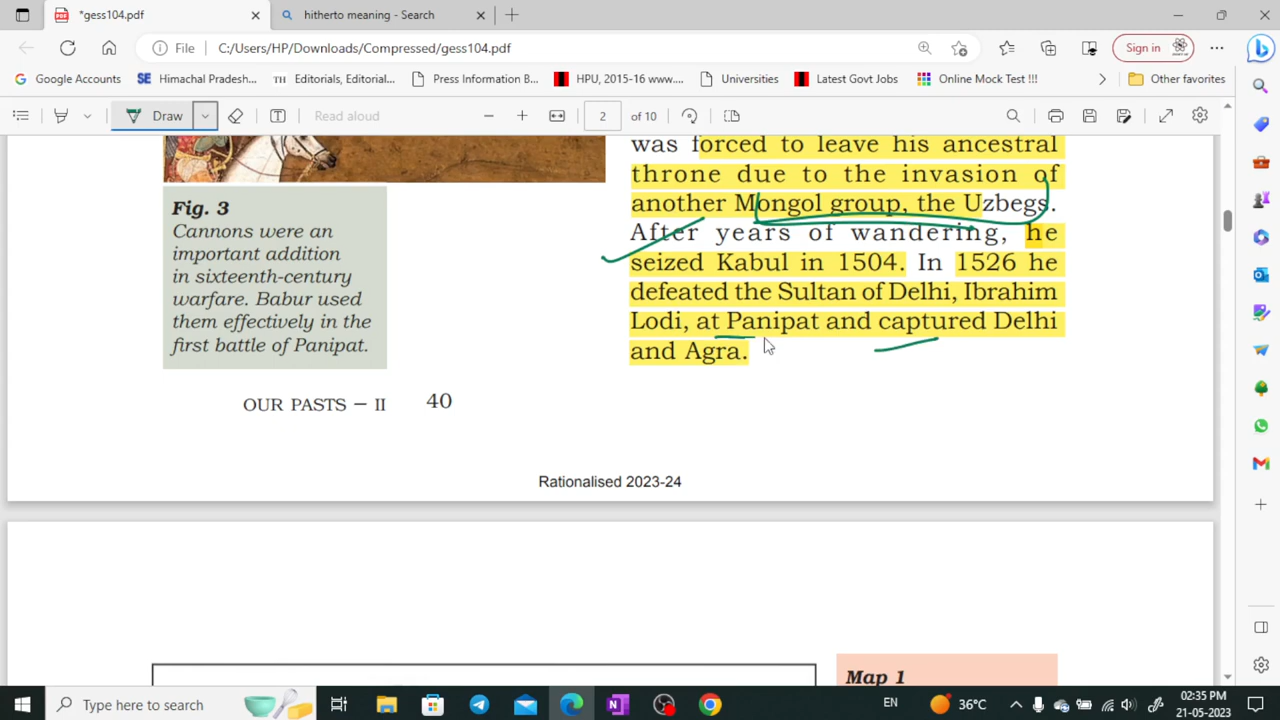 *gess104.pdf
hitherto meaning - Search
File
C:/Users/HP/Downloads/Compressed/gess104.pdf
Sign in
Google Accounts
SE Himachal Pradesh...
TH Editorials, Editorial...
Press Information B...
HPU, 2015-16 www....
Universities
Latest Govt Jobs
Online Mock Test !!!
Other favorites
Draw
Read aloud
2 of 10
was forced to leave his ancestral
throne due to the invasion of
another Mongol group, the Uzbegs.
After years of wandering, he
seized Kabul in 1504. In 1526 he
defeated the Sultan of Delhi, Ibrahim
Lodi, at Panipat and captured Delhi
and Agra.
Fig. 3
Cannons were an
important addition
in sixteenth-century
warfare. Babur used
them effectively in the
first battle of Panipat.
OUR PASTS – II 40
Rationalised 2023-24
Map 1
Type here to search
EN
36°C
02:35 PM
21-05-2023